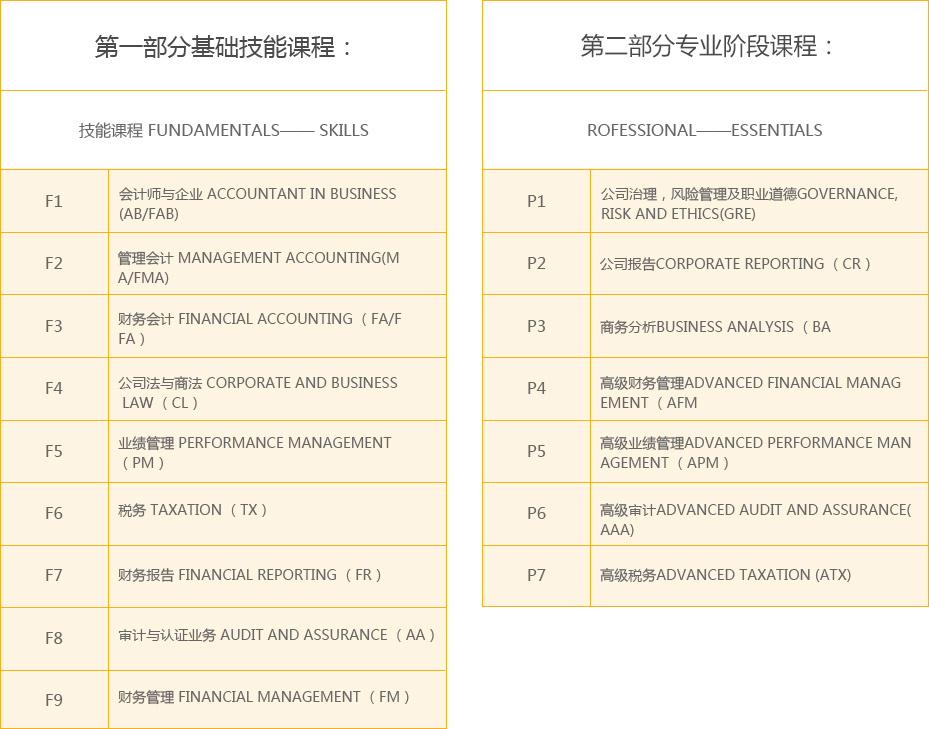 第一部分基础技能课程：
技能课程 FUNDAMENTALS—— SKILLS
F1
会计师与企业 ACCOUNTANT IN BUSINESS
(AB/FAB)
F2
管理会计 MANAGEMENT ACCOUNTING(M
A/FMA)
F3
财务会计 FINANCIAL ACCOUNTING（FA/F
FA）
F4
公司法与商法 CORPORATE AND BUSINESS
LAW（CL）
F5
业绩管理 PERFORMANCE MANAGEMENT
（PM）
F6
税务 TAXATION（TX）
F7
财务报告 FINANCIAL REPORTING（FR）
F8
审计与认证业务 AUDIT AND ASSURANCE（AA）
F9
财务管理 FINANCIAL MANAGEMENT（FM）
第二部分专业阶段课程：
ROFESSIONAL——ESSENTIALS
P1
公司治理，风险管理及职业道德GOVERNANCE,
RISK AND ETHICS(GRE)
P2
公司报告CORPORATE REPORTING（CR）
P3
商务分析BUSINESS ANALYSIS（BA
P4
高级财务管理ADVANCED FINANCIAL MANAG
EMENT（AFM
P5
高级业绩管理ADVANCED PERFORMANCE MAN
AGEMENT（APM）
P6
高级审计ADVANCED AUDIT AND ASSURANCE(
AAA)
P7
高级税务ADVANCED TAXATION (ATX)